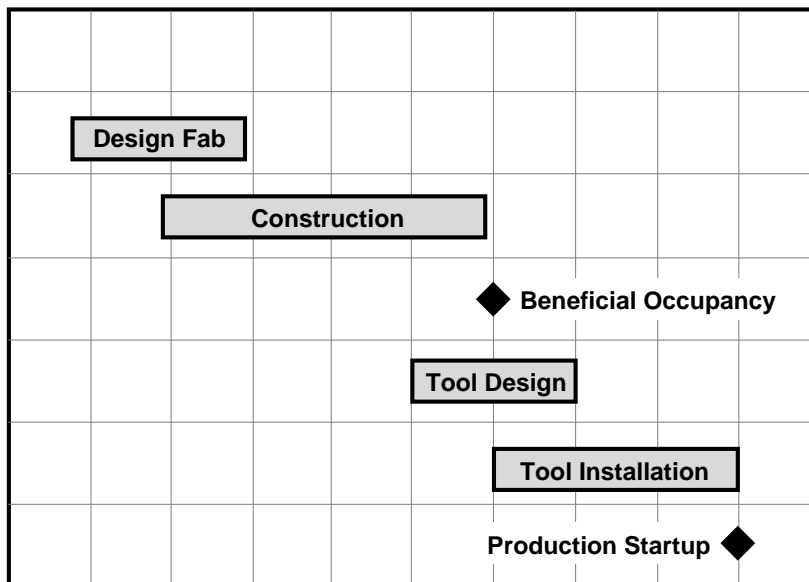 Design Fab
Construction
Beneficial Occupancy
Tool Design
Tool Installation
Production Startup